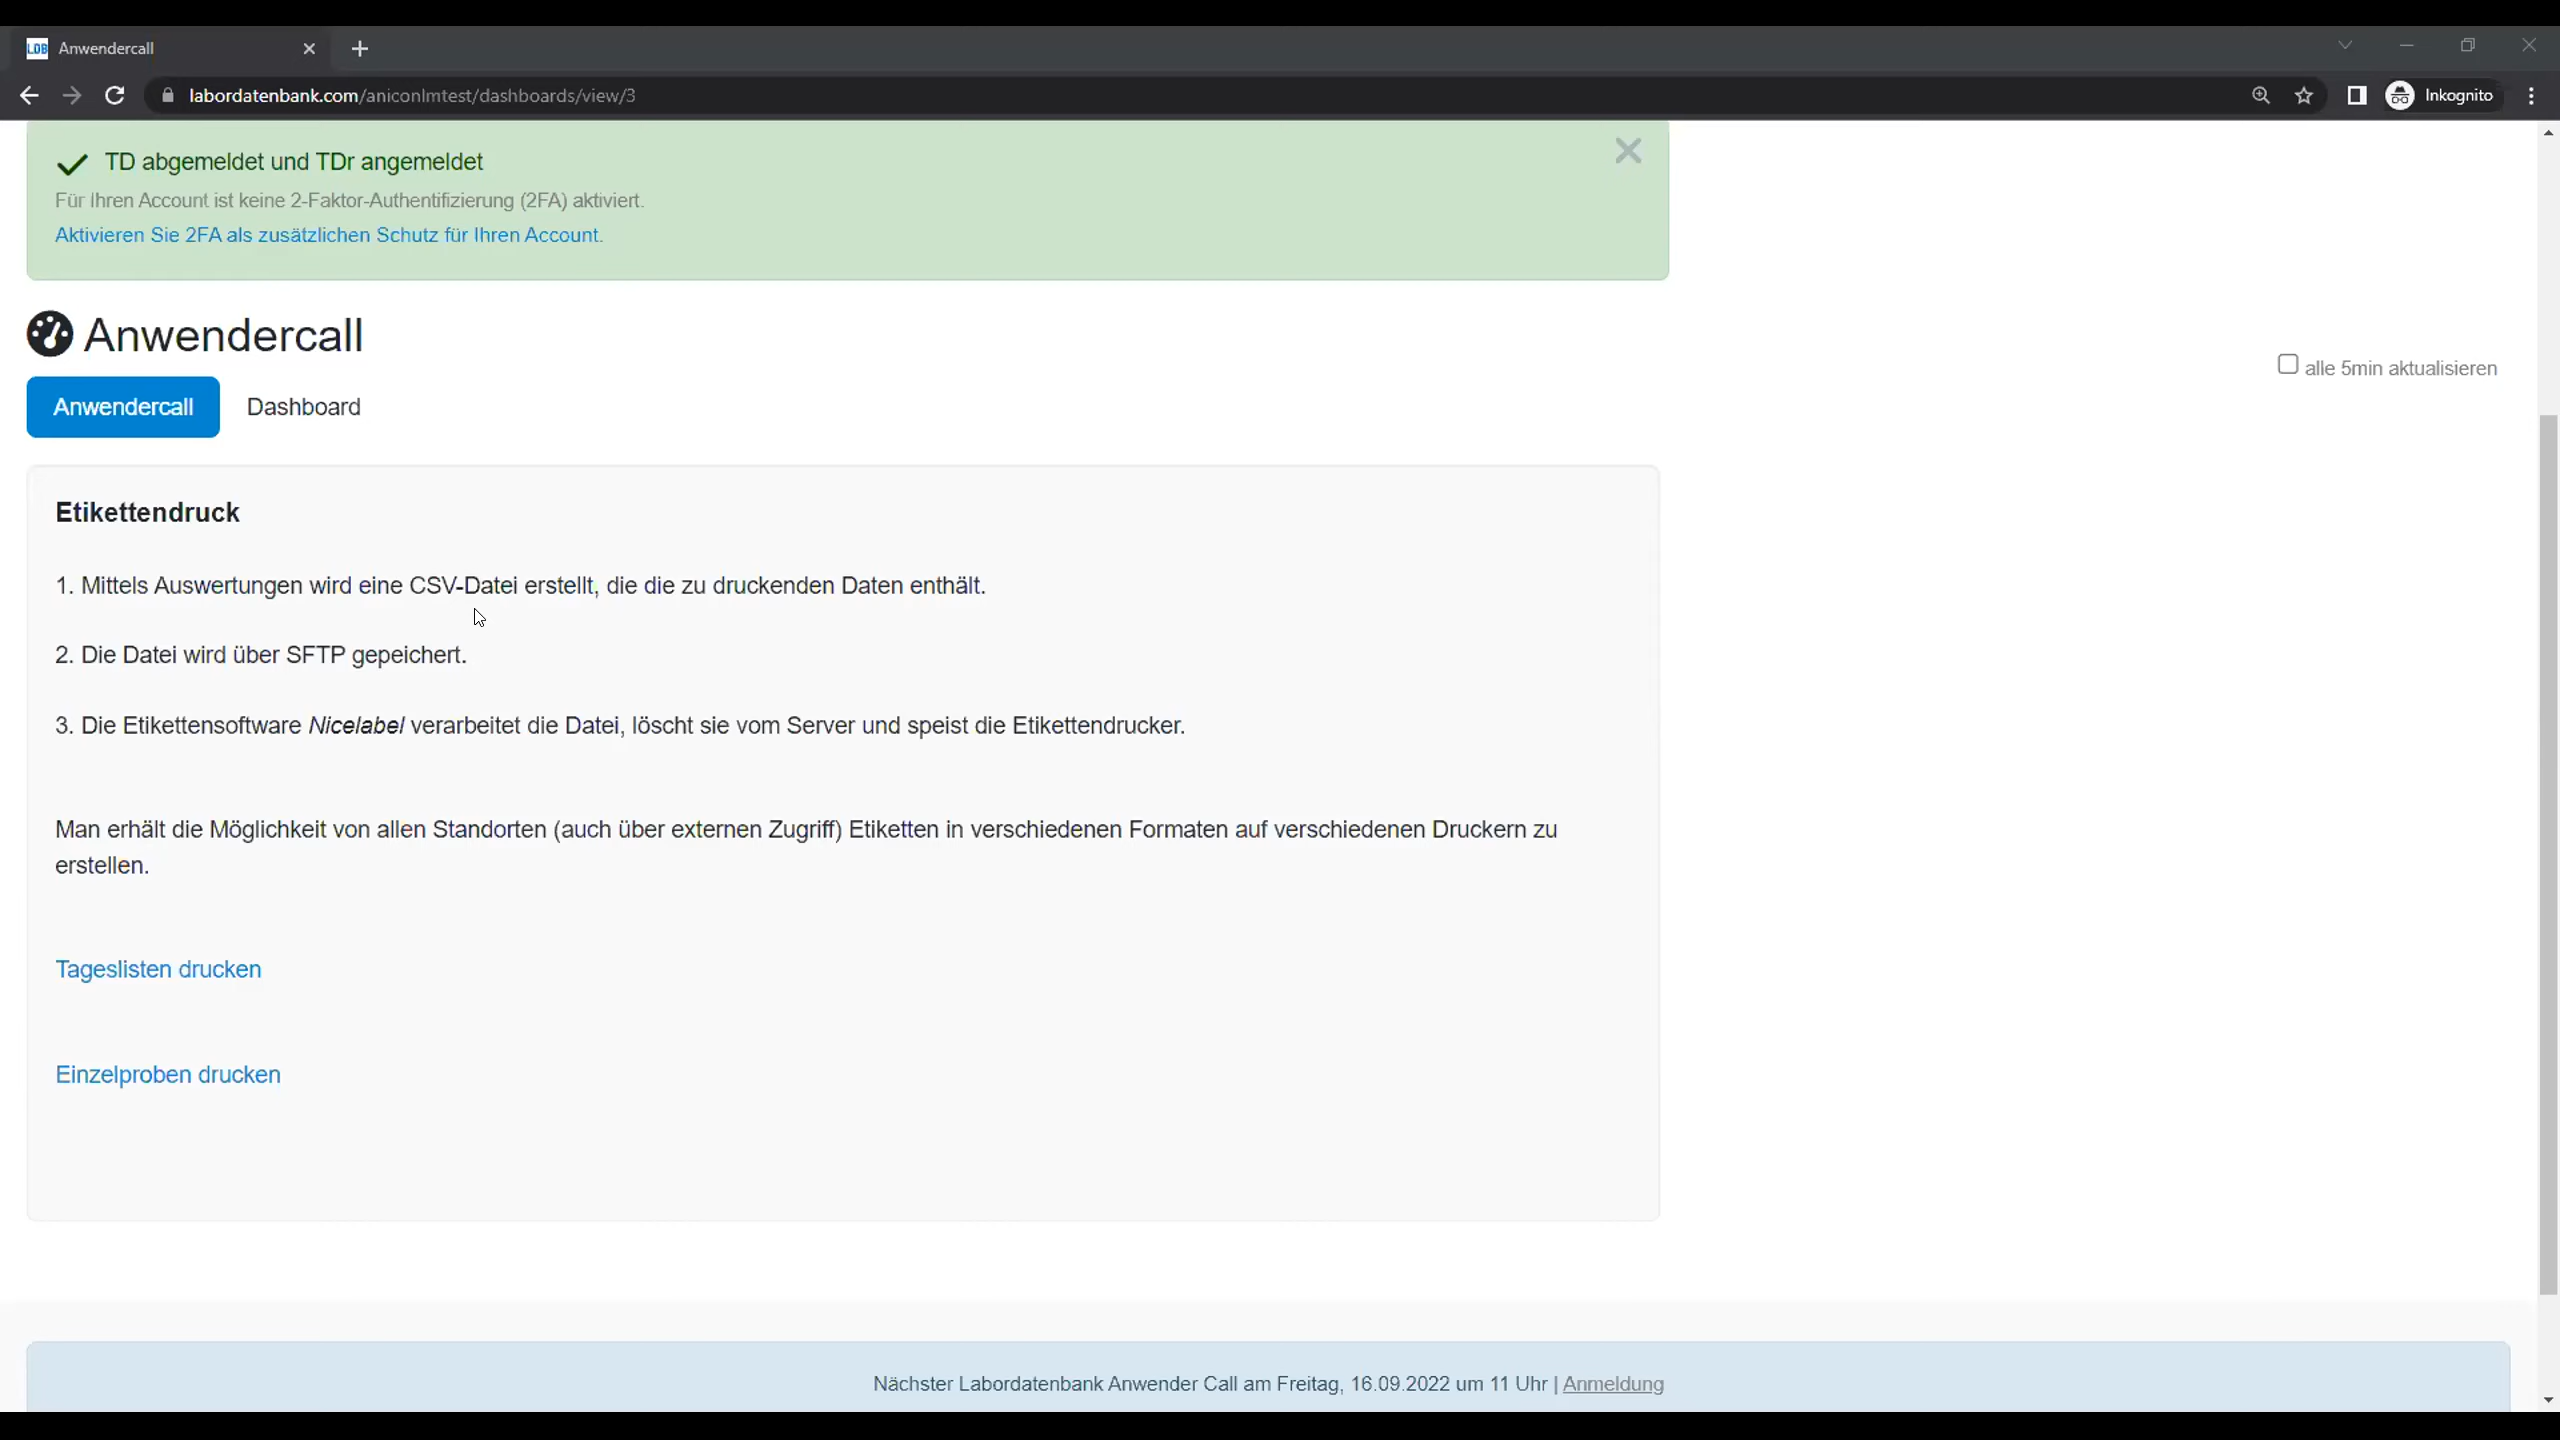 LDB Anwendercall
labordatenbank.com/aniconlmtest/dashboards/view/3
Inkognito
TD abgemeldet und TDr angemeldet
Für Ihren Account ist keine 2-Faktor-Authentifizierung (2FA) aktiviert.
Aktivieren Sie 2FA als zusätzlichen Schutz für Ihren Account.
Anwendercall
alle 5min aktualisieren
Anwendercall Dashboard
Etikettendruck
1. Mittels Auswertungen wird eine CSV-Datei erstellt, die die zu druckenden Daten enthält.
2. Die Datei wird über SFTP gepeichert.
3. Die Etikettensoftware Nicelabel verarbeitet die Datei, löscht sie vom Server und speist die Etikettendrucker.
Man erhält die Möglichkeit von allen Standorten (auch über externen Zugriff) Etiketten in verschiedenen Formaten auf verschiedenen Druckern zu
erstellen.
Tageslisten drucken
Einzelproben drucken
Nächster Labordatenbank Anwender Call am Freitag, 16.09.2022 um 11 Uhr | Anmeldung